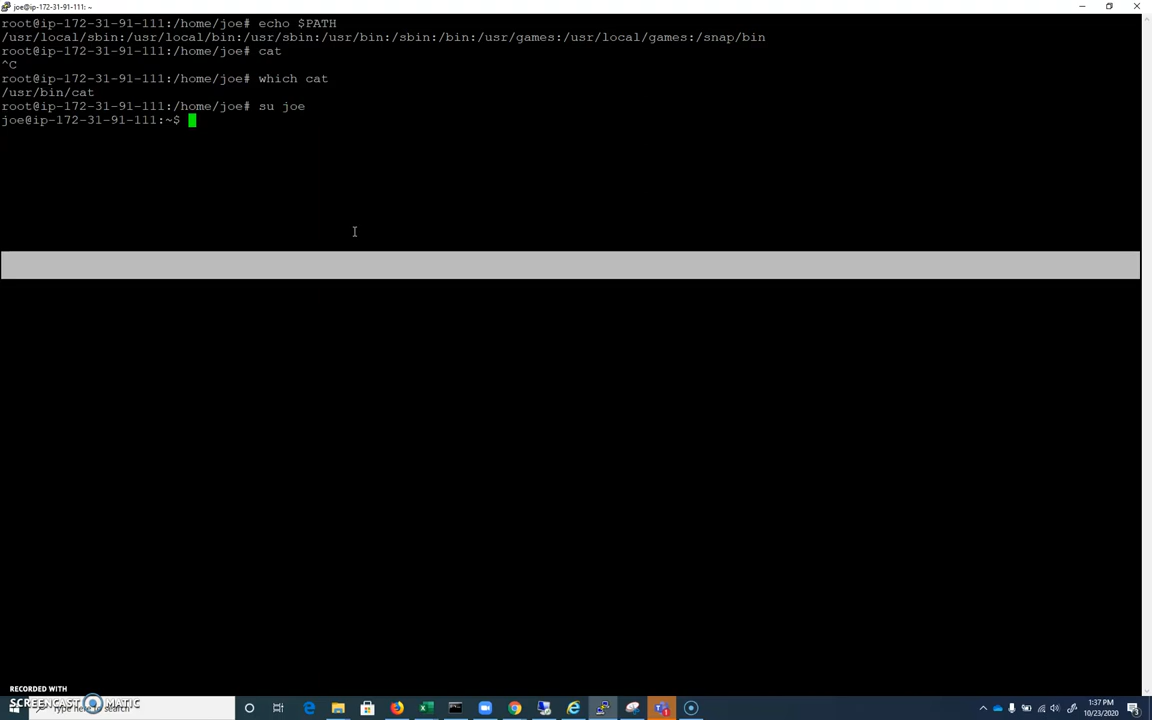 joe@ip-172-31-91-111: ~
root@ip-172-31-91-111:/home/joe# echo $PATH
/usr/local/sbin:/usr/local/bin:/usr/sbin:/usr/bin:/sbin:/bin:/usr/games:/usr/local/games:/snap/bin
root@ip-172-31-91-111:/home/joe# cat
^C
root@ip-172-31-91-111:/home/joe# which cat
/usr/bin/cat
root@ip-172-31-91-111:/home/joe# su joe
joe@ip-172-31-91-111:~$
RECORDED WITH
SCREENCAST MATIC
Type here to search
1:37 PM
10/23/2020